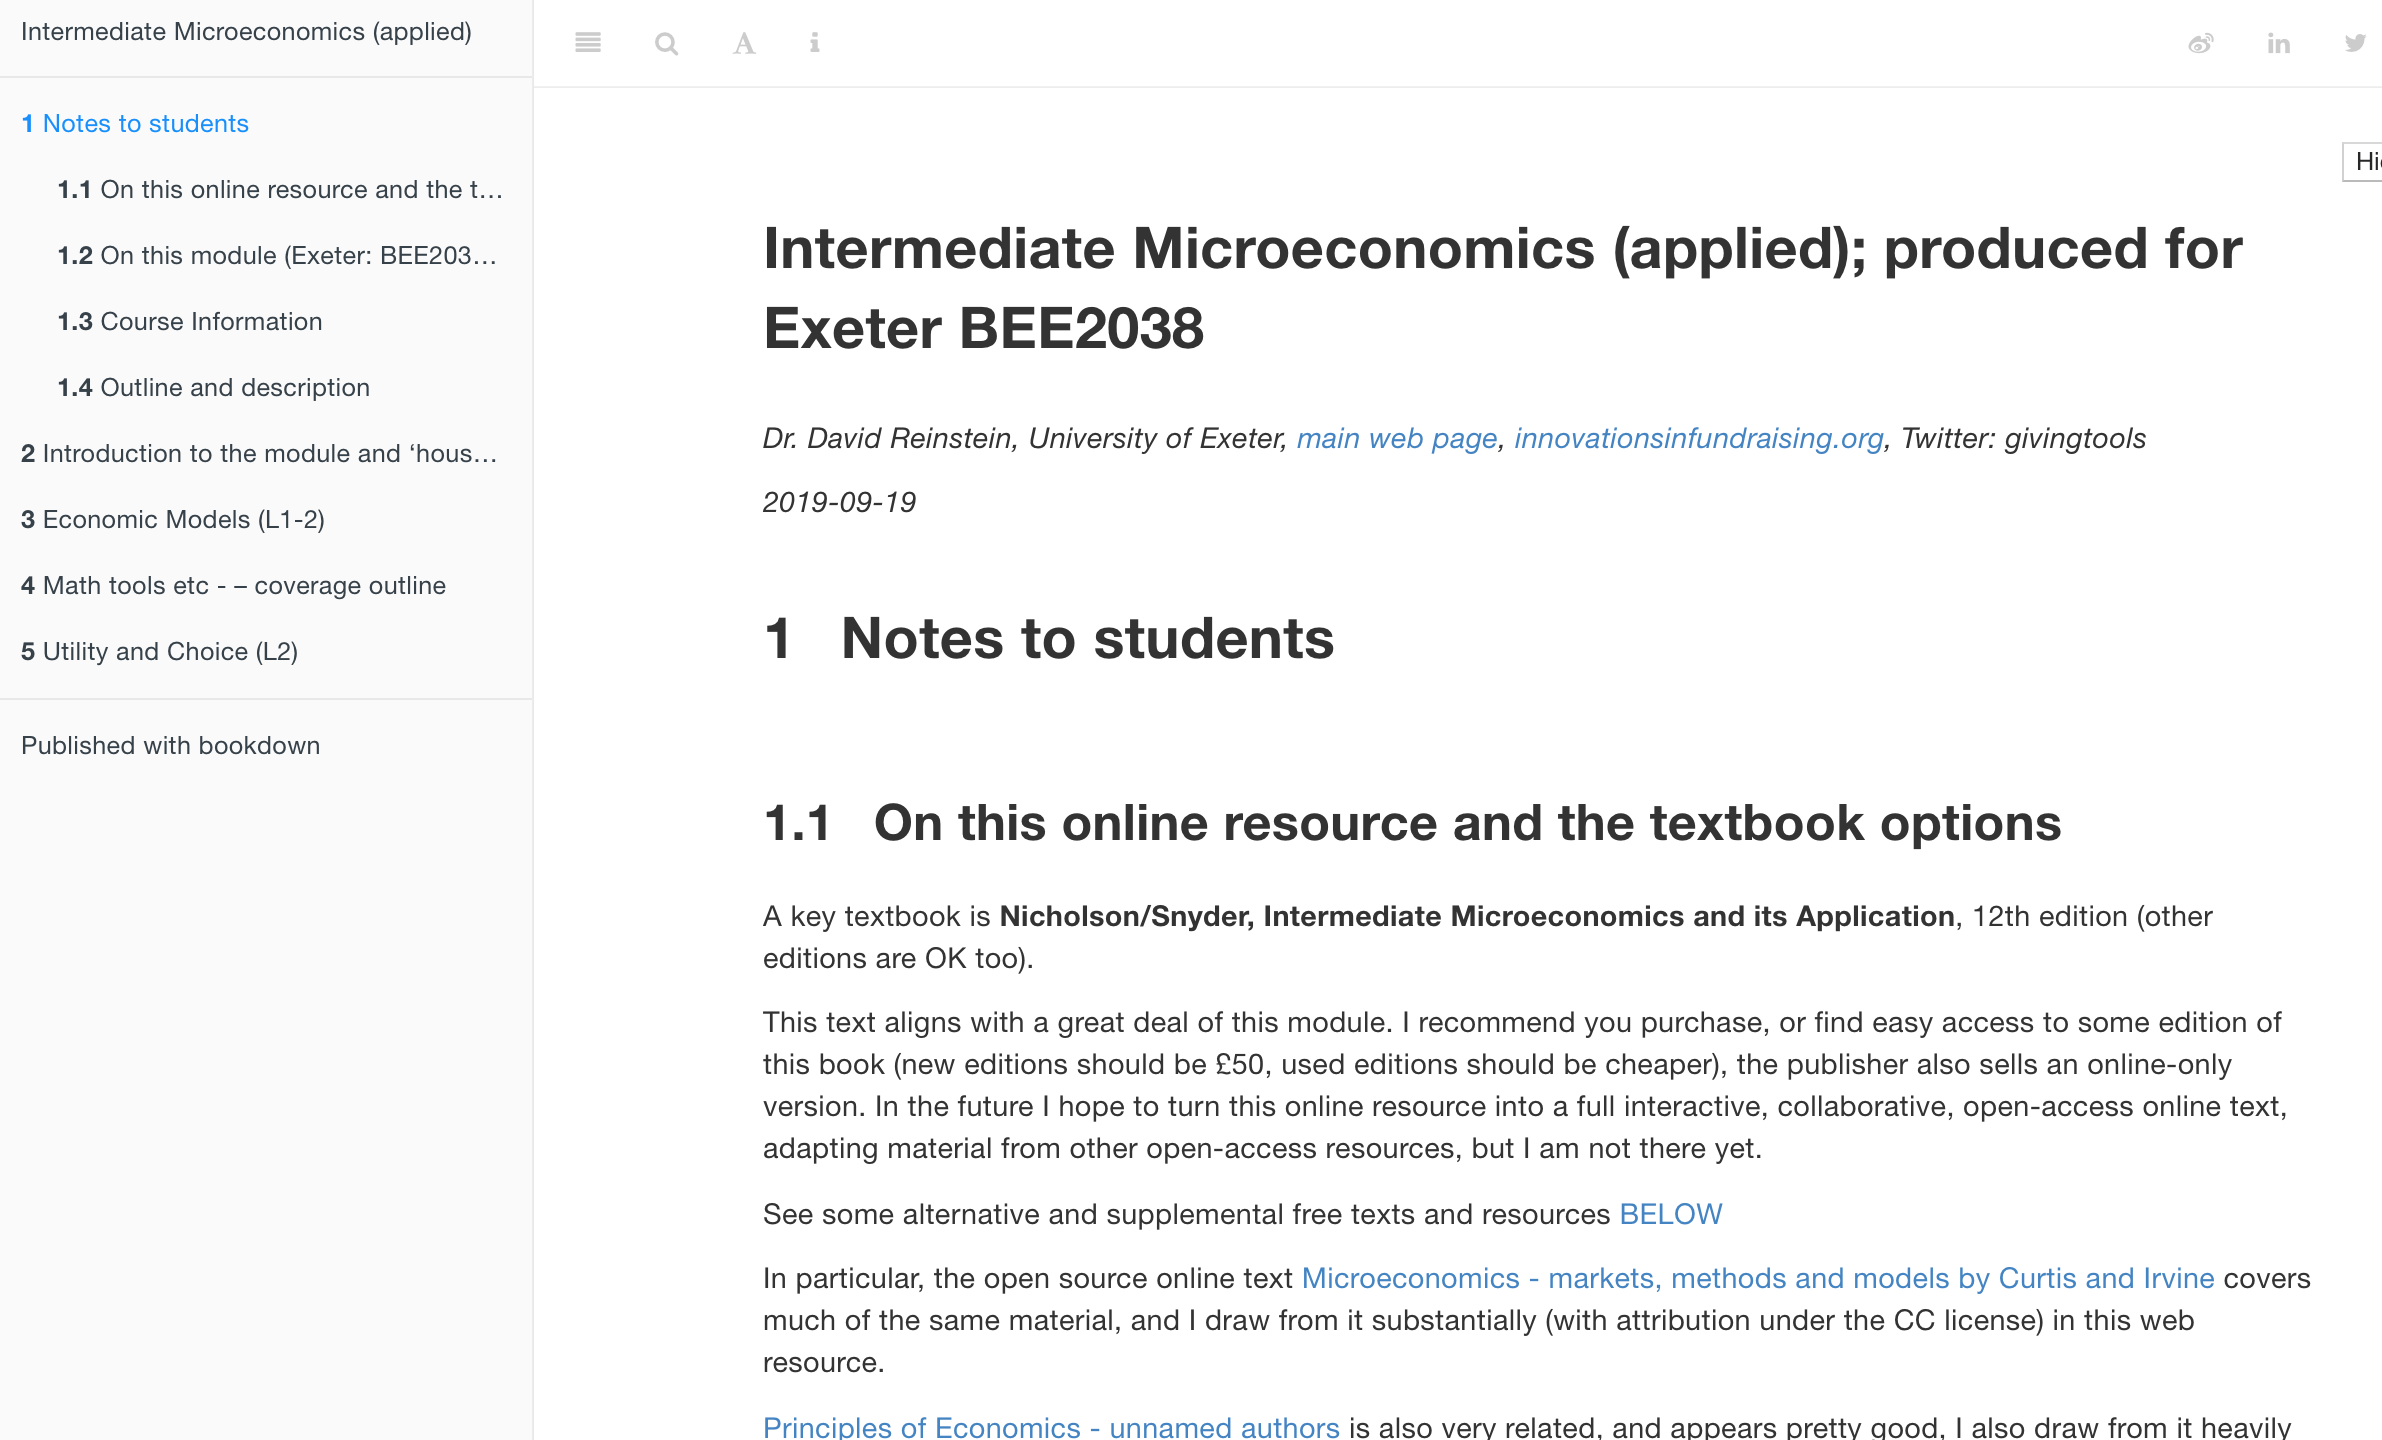 Intermediate Microeconomics (applied)
1 Notes to students
1.1 On this online resource and the t…
1.2 On this module (Exeter: BEE203…
1.3 Course Information
1.4 Outline and description
2 Introduction to the module and ‘hous…
3 Economic Models (L1-2)
4 Math tools etc - – coverage outline
5 Utility and Choice (L2)
Published with bookdown
Intermediate Microeconomics (applied); produced for
Exeter BEE2038
Dr. David Reinstein, University of Exeter, main web page, innovationsinfundraising.org, Twitter: givingtools
2019-09-19
1 Notes to students
1.1 On this online resource and the textbook options
A key textbook is Nicholson/Snyder, Intermediate Microeconomics and its Application, 12th edition (other
editions are OK too).
This text aligns with a great deal of this module. I recommend you purchase, or find easy access to some edition of
this book (new editions should be £50, used editions should be cheaper), the publisher also sells an online-only
version. In the future I hope to turn this online resource into a full interactive, collaborative, open-access online text,
adapting material from other open-access resources, but I am not there yet.
See some alternative and supplemental free texts and resources BELOW
In particular, the open source online text Microeconomics - markets, methods and models by Curtis and Irvine covers
much of the same material, and I draw from it substantially (with attribution under the CC license) in this web
resource.
Principles of Economics - unnamed authors is also very related, and appears pretty good, I also draw from it heavily